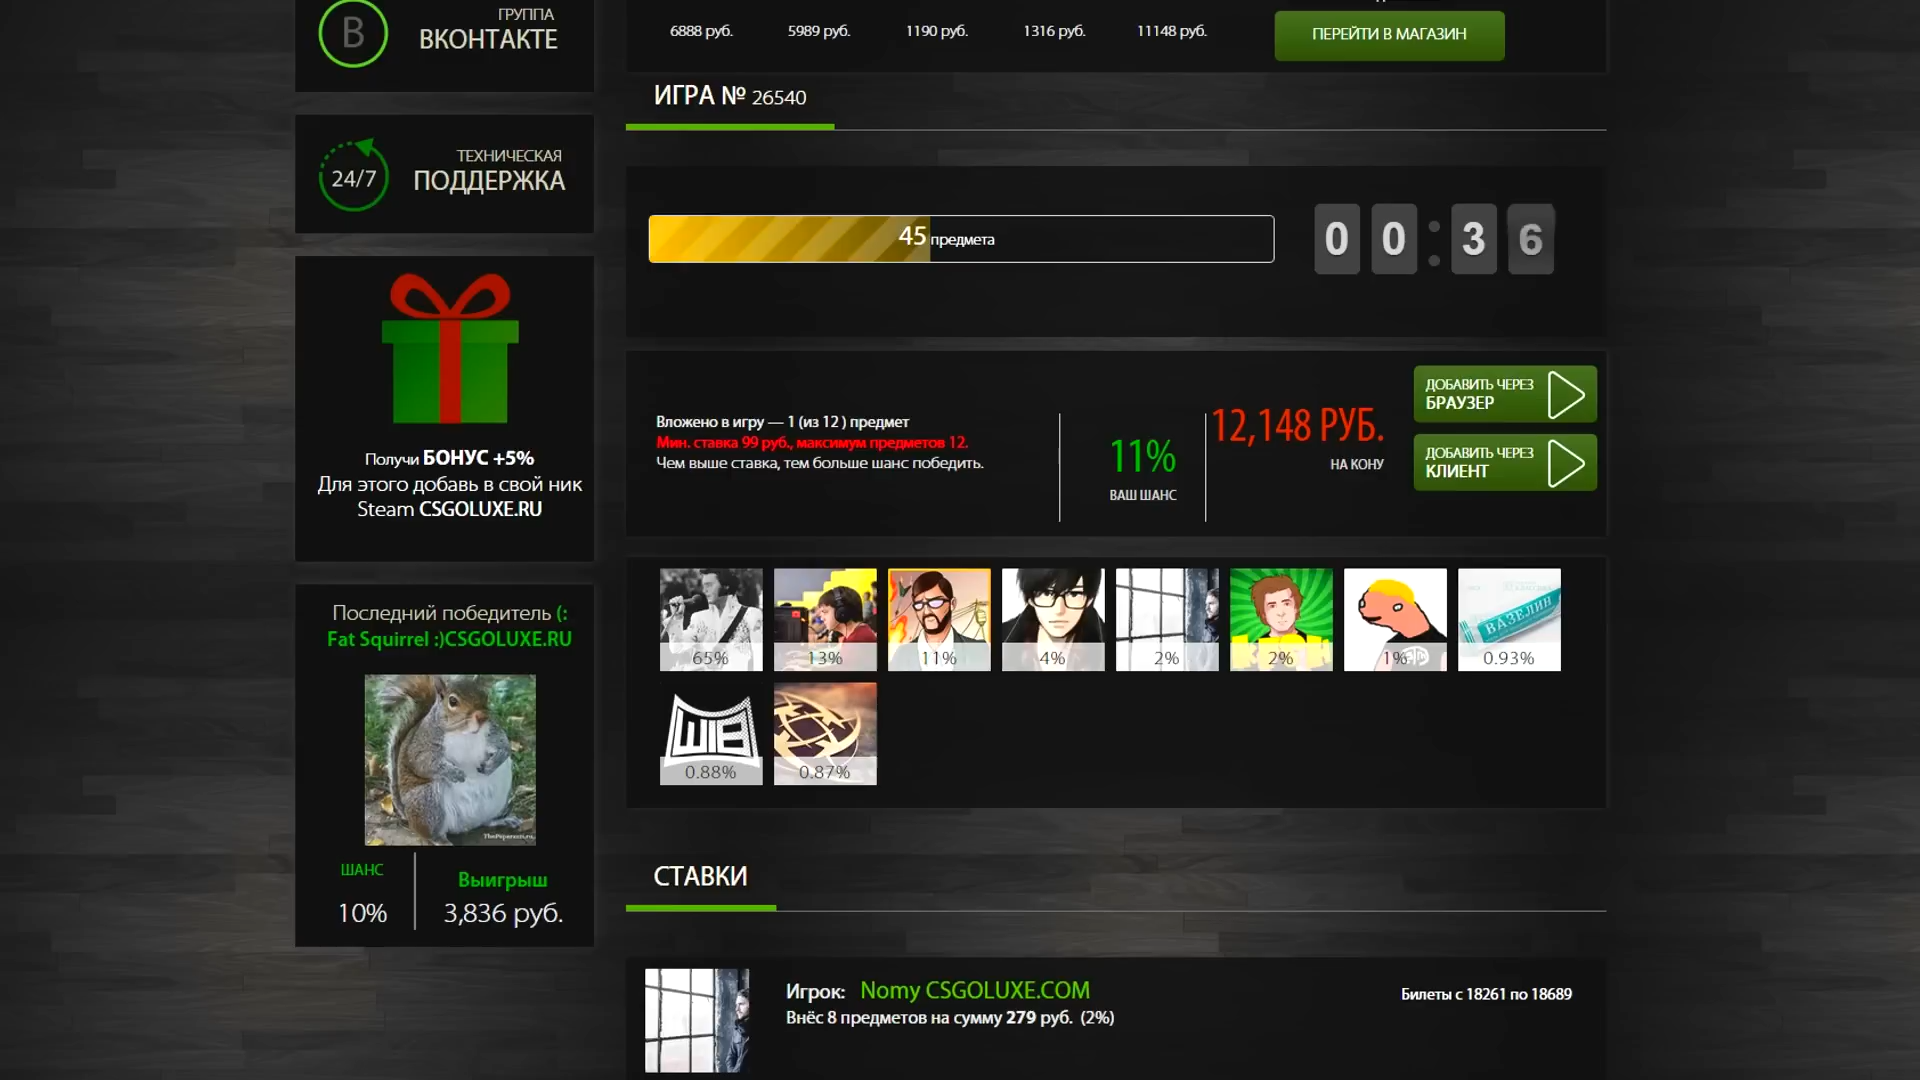 ГРУППА
ВКОНТАКТЕ
В
ТЕХНИЧЕСКАЯ
ПОДДЕРЖКА
24/7
Получи БОНУС +5%
Для этого добавь в свой ник
Steam CSGOLUXE.RU
Последний победитель (:
Fat Squirrel :)CSGOLUXE.RU
ШАНС
10%
Выигрыш
3,836 руб.
6888 руб. 5989 руб. 1190 руб. 1316 руб. 11148 руб.
ПЕРЕЙТИ В МАГАЗИН
ИГРА № 26540
45 предмета
00:36
Вложено в игру — 1 (из 12 ) предмет
Мин. ставка 99 руб., максимум предметов 12.
Чем выше ставка, тем больше шанс победить.
11%
ВАШ ШАНС
12,148 РУБ.
НА КОНУ
ДОБАВИТЬ ЧЕРЕЗ
БРАУЗЕР
ДОБАВИТЬ ЧЕРЕЗ
КЛИЕНТ
ВАЗЕЛИН
65% 13% 11% 4% 2% 2% 1% 0.93%
0.88% 0.87%
СТАВКИ
Игрок: Nomy CSGOLUXE.COM
Внёс 8 предметов на сумму 279 руб. (2%)
Билеты с 18261 по 18689